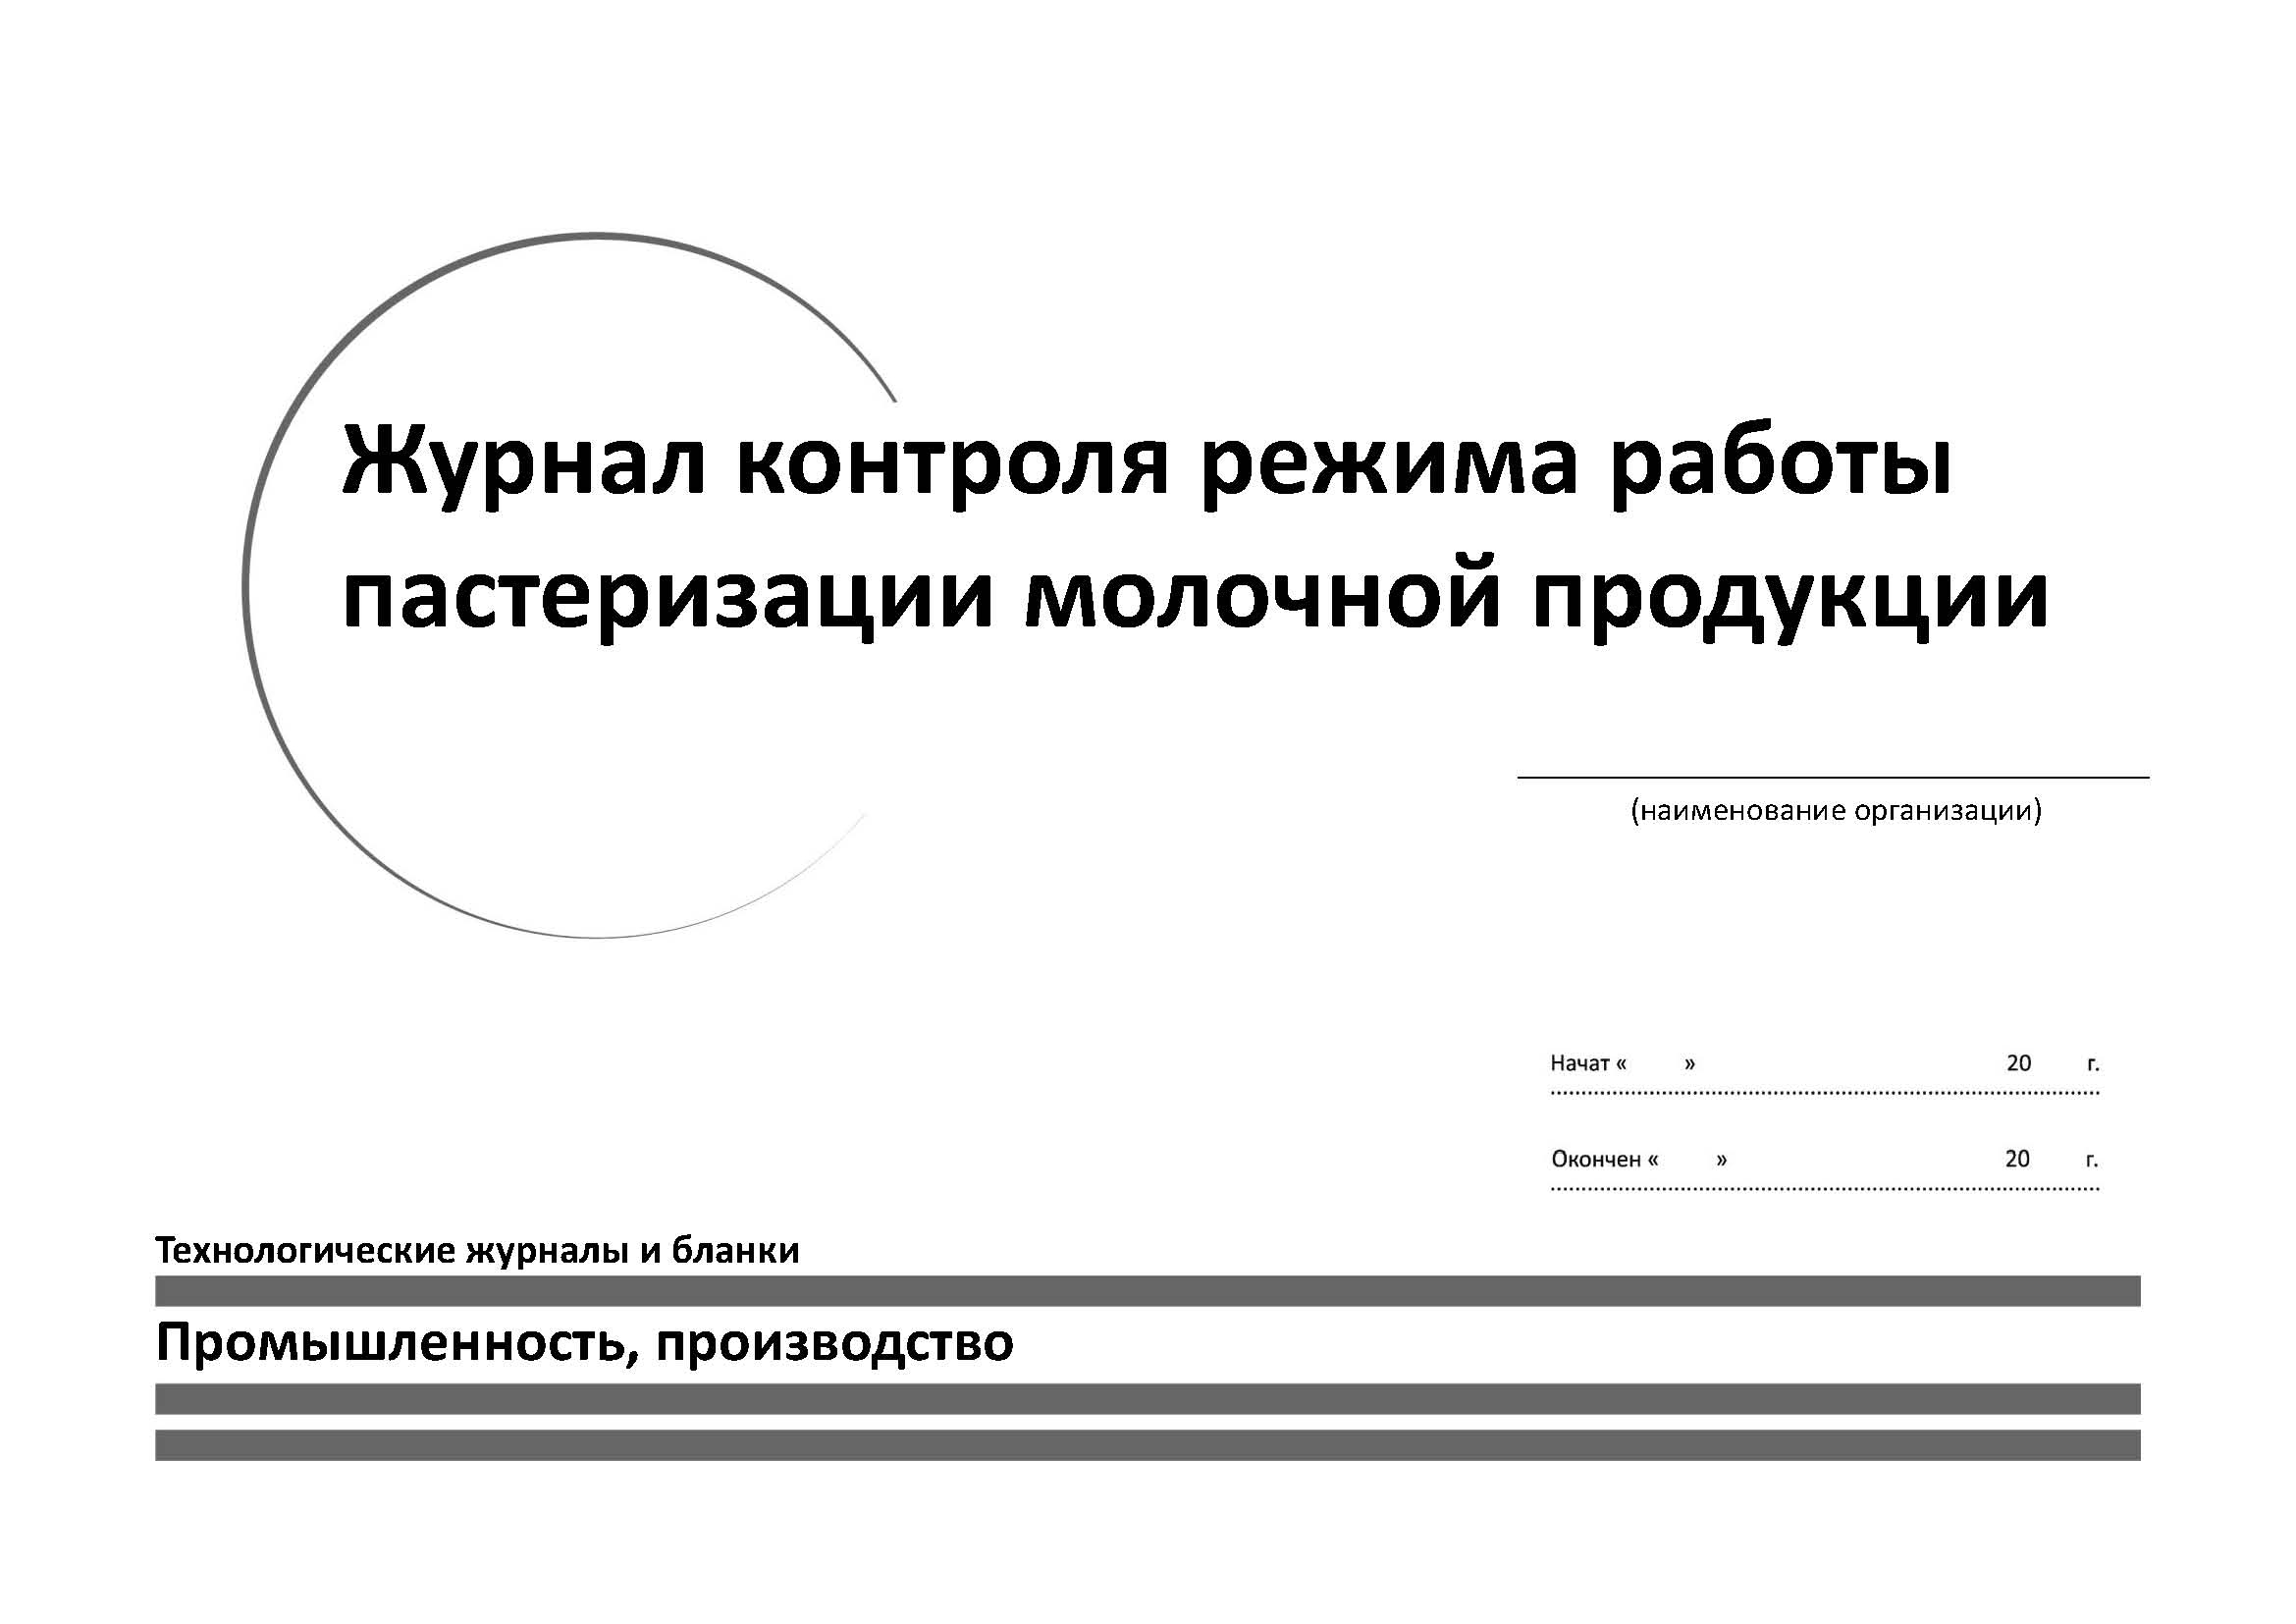 Журнал контроля режима работы
пастеризации молочной продукции
(наименование организации)
Начат « » 20 г.
Окончен « » 20 г.
Технологические журналы и бланки
Промышленность, производство